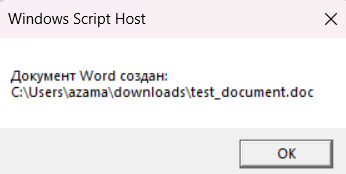 Windows Script Host
Документ Word создан:
C:\Users\azama\downloads\test_document.doc
OK